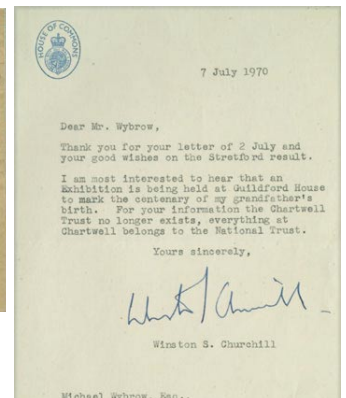 HOUSE OF COMMONS
7 July 1970
Dear Mr. Wybrow,
Thank you for your letter of 2 July and
your good wishes on the Stretford result.
I am most interested to hear that an
Exhibition is being held at Guildford House
to mark the centenary of my grandfather's
birth. For your information the Chartwell
Trust no longer exists, everything at
Chartwell belongs to the National Trust.
Yours sincerely,
Winston S. Churchill
Winston S. Churchill
Michael Wybrow, Esq.,